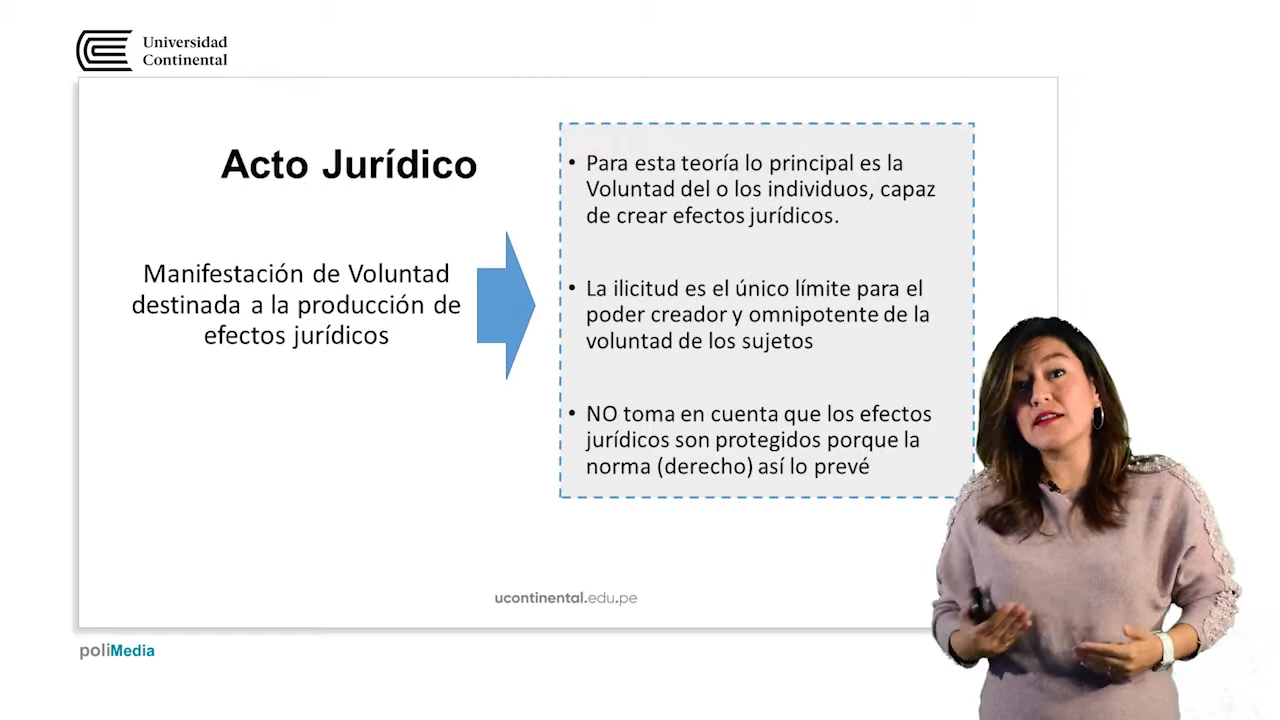 Universidad
Continental
Acto Jurídico
Manifestación de Voluntad
destinada a la producción de
efectos jurídicos
• Para esta teoría lo principal es la
Voluntad del o los individuos, capaz
de crear efectos jurídicos.
• La ilicitud es el único límite para el
poder creador y omnipotente de la
voluntad de los sujetos
• NO toma en cuenta que los efectos
jurídicos son protegidos porque la
norma (derecho) así lo prevé
ucontinental.edu.pe
poliMedia